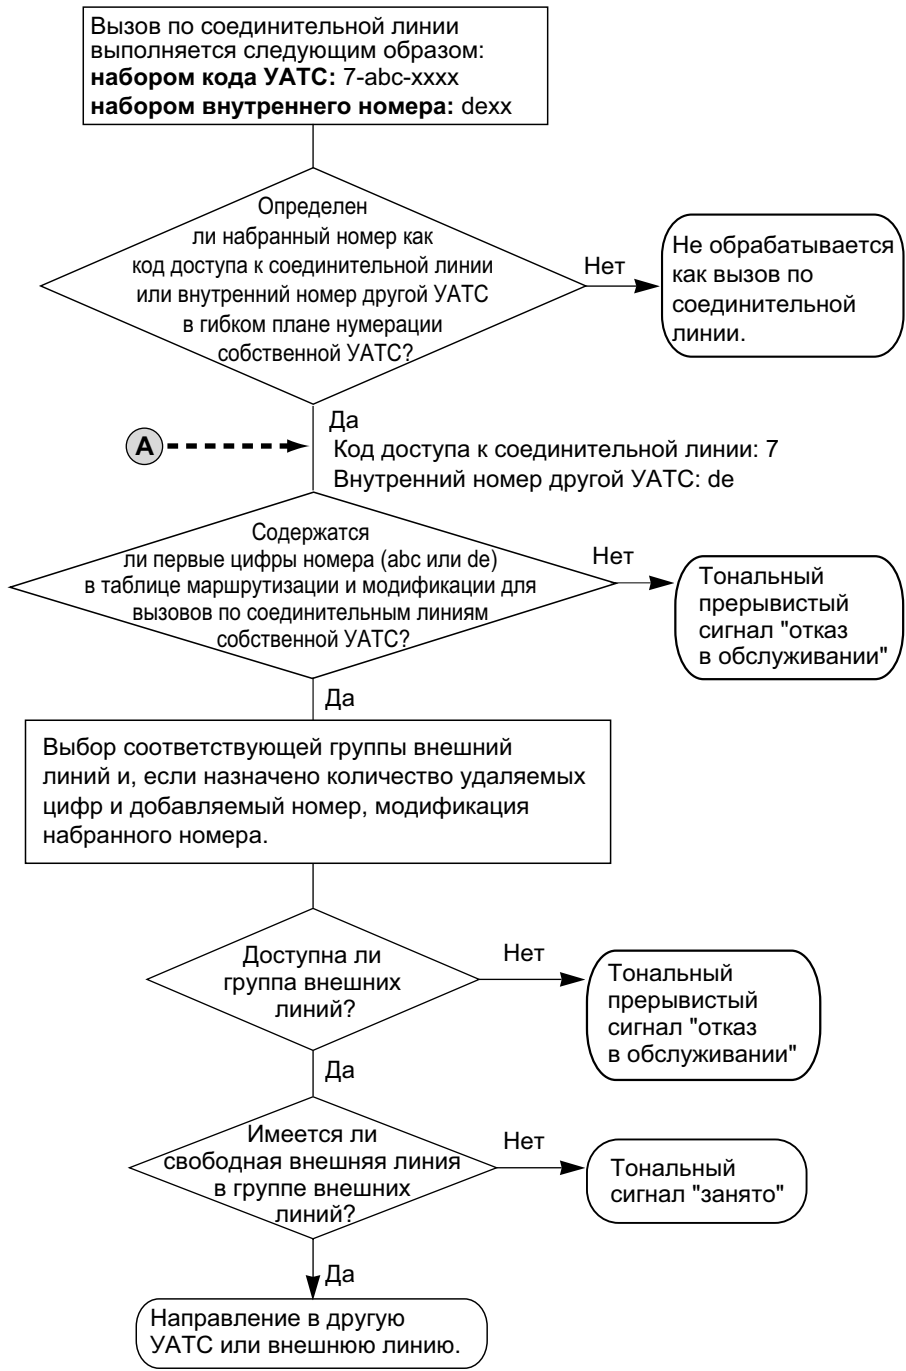 Вызов по соединительной линии
выполняется следующим образом:
набором кода УАТС: 7-abc-xxxx
набором внутреннего номера: dexx
Определен
ли набранный номер как
код доступа к соединительной линии
или внутренний номер другой УАТС
в гибком плане нумерации
собственной УАТС?
Нет
Не обрабатывается
как вызов по
соединительной
линии.
Да
A
Код доступа к соединительной линии: 7
Внутренний номер другой УАТС: de
Содержатся
ли первые цифры номера (abc или de)
в таблице маршрутизации и модификации для
вызовов по соединительным линиям
собственной УАТС?
Нет
Тональный
прерывистый
сигнал "отказ
в обслуживании"
Да
Выбор соответствующей группы внешний
линий и, если назначено количество удаляемых
цифр и добавляемый номер, модификация
набранного номера.
Доступна ли
группа внешних
линий?
Нет
Тональный
прерывистый
сигнал "отказ
в обслуживании"
Да
Имеется ли
свободная внешняя линия
в группе внешних
линий?
Нет
Тональный
сигнал "занято"
Да
Направление в другую
УАТС или внешнюю линию.